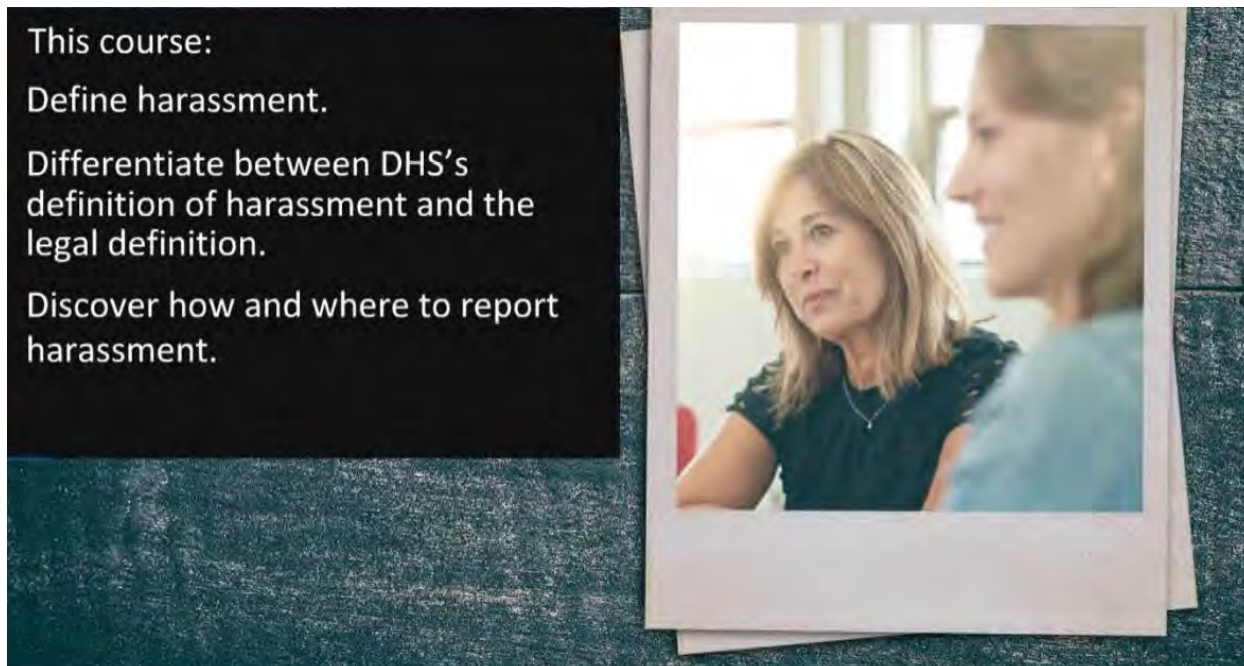 This course:
Define harassment.
Differentiate between DHS’s
definition of harassment and the
legal definition.
Discover how and where to report
harassment.